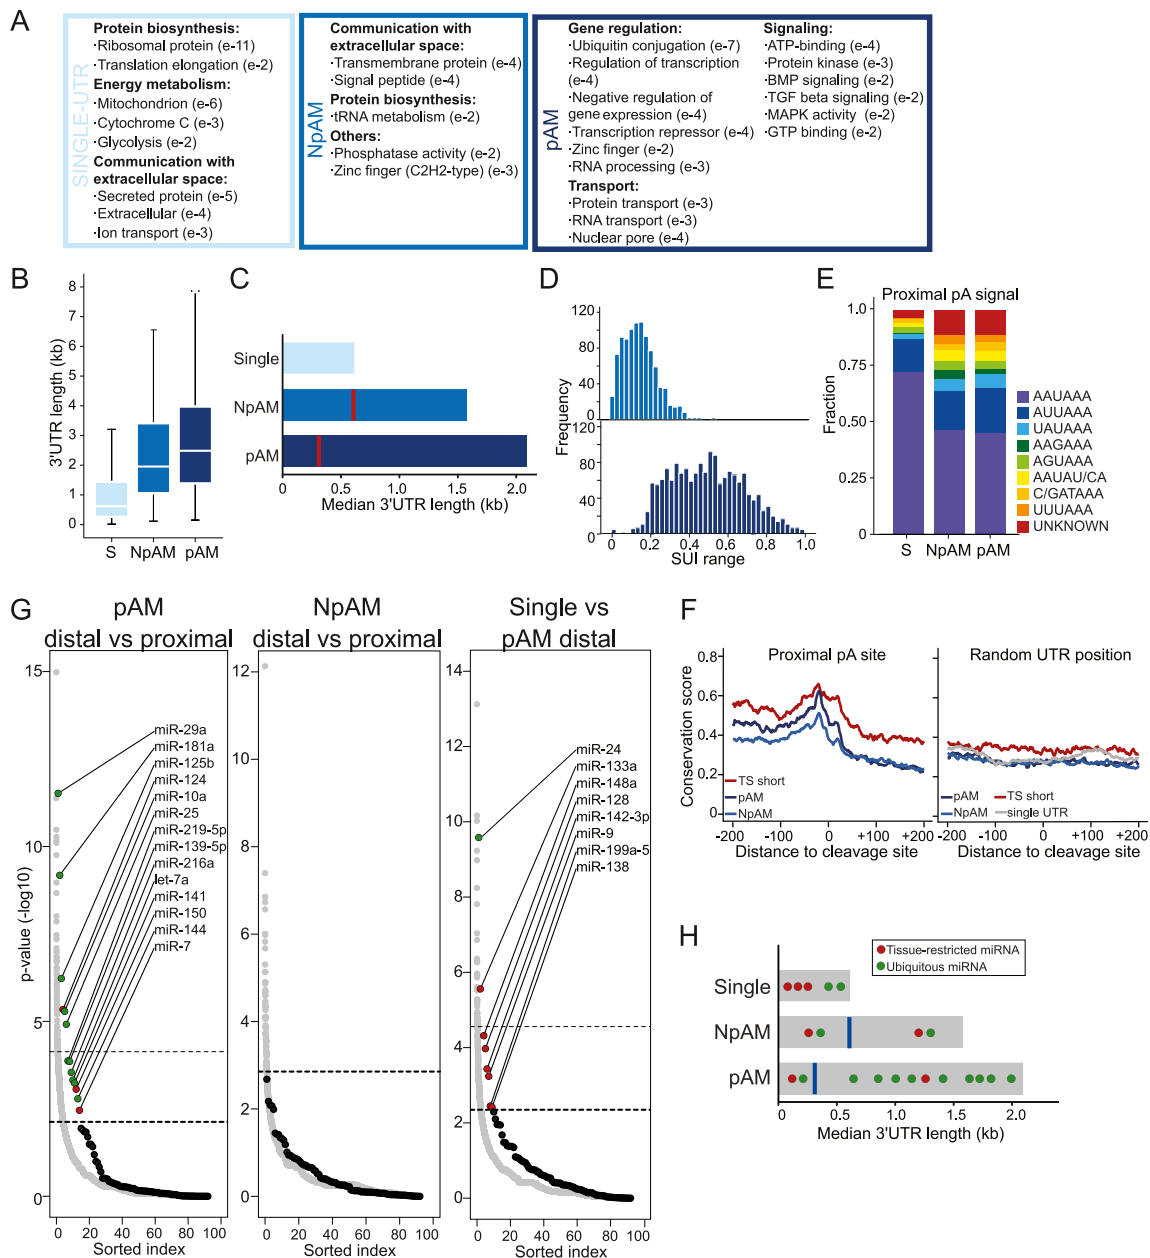 A
SINGLE-UTR
Protein biosynthesis:
·Ribosomal protein (e-11)
·Translation elongation (e-2)
Energy metabolism:
·Mitochondrion (e-6)
·Cytochrome C (e-3)
·Glycolysis (e-2)
Communication with
extracellular space:
·Secreted protein (e-5)
·Extracellular (e-4)
·Ion transport (e-3)
NpAM
Communication with
extracellular space:
·Transmembrane protein (e-4)
·Signal peptide (e-4)
Protein biosynthesis:
·tRNA metabolism (e-2)
Others:
·Phosphatase activity (e-2)
·Zinc finger (C2H2-type) (e-3)
pAM
Gene regulation:
·Ubiquitin conjugation (e-7)
·Regulation of transcription
(e-4)
·Negative regulation of
gene expression (e-4)
·Transcription repressor (e-4)
·Zinc finger (e-2)
·RNA processing (e-3)
Transport:
·Protein transport (e-3)
·RNA transport (e-3)
·Nuclear pore (e-4)
Signaling:
·ATP-binding (e-4)
·Protein kinase (e-3)
·BMP signaling (e-2)
·TGF beta signaling (e-2)
·MAPK activity (e-2)
·GTP binding (e-2)
B
3'UTR length (kb)
8
7
6
5
4
3
2
1
0
S NpAM pAM
C
Single
NpAM
pAM
0 0.5 1.0 1.5 2.0
Median 3'UTR length (kb)
D
Frequency
120
80
40
0
120
80
40
0
0 0.2 0.4 0.6 0.8 1.0
SUI range
E
Proximal pA signal
Fraction
1.0
0.75
0.5
0.25
0
S NpAM pAM
AAUAAA
AUUAAA
UAUAAA
AAGAAA
AGUAAA
AAUAU/CA
C/GATAAA
UUUAAA
UNKNOWN
G
pAM
distal vs proximal
p-value (-log10)
15
10
5
0
miR-29a
miR-181a
miR-125b
miR-124
miR-10a
miR-25
miR-219-5p
miR-139-5p
miR-216a
let-7a
miR-141
miR-150
miR-144
miR-7
0 20 40 60 80 100
Sorted index
NpAM
distal vs proximal
12
10
8
6
4
2
0
0 20 40 60 80 100
Sorted index
Single vs
pAM distal
14
12
10
8
6
4
2
0
miR-24
miR-133a
miR-148a
miR-128
miR-142-3p
miR-9
miR-199a-5
miR-138
0 20 40 60 80 100
Sorted index
F
Proximal pA site
Conservation score
0.8
0.6
0.4
0.2
0
TS short
pAM
NpAM
-200 -100 0 +100 +200
Distance to cleavage site
Random UTR position
pAM TS short
NpAM single UTR
-200 -100 0 +100 +200
Distance to cleavage site
H
Tissue-restricted miRNA
Ubiquitous miRNA
Single
NpAM
pAM
0 0.5 1.0 1.5 2.0
Median 3'UTR length (kb)